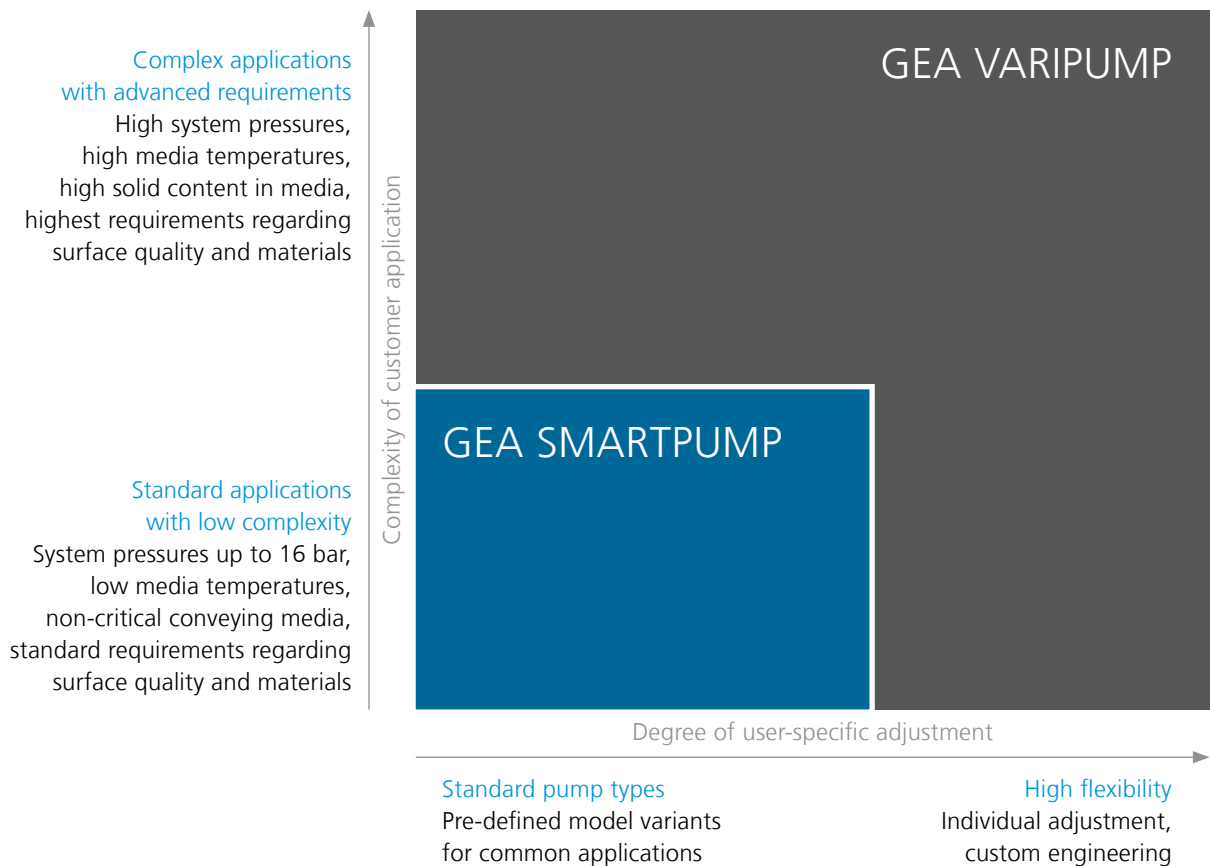 Complex applications
with advanced requirements
High system pressures,
high media temperatures,
high solid content in media,
highest requirements regarding
surface quality and materials
Standard applications
with low complexity
System pressures up to 16 bar,
low media temperatures,
non-critical conveying media,
standard requirements regarding
surface quality and materials
Complexity of customer application
GEA VARIPUMP
GEA SMARTPUMP
Degree of user-specific adjustment
Standard pump types
Pre-defined model variants
for common applications
High flexibility
Individual adjustment,
custom engineering